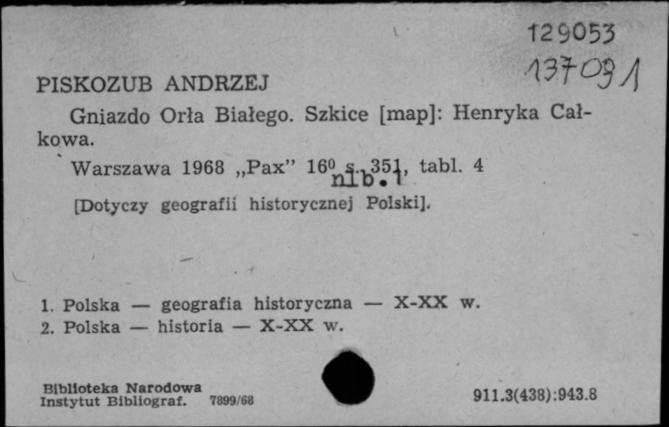 129053
137091
PISKOZUB ANDRZEJ
Gniazdo Orła Białego. Szkice [map]: Henryka Cał-
kowa.
Warszawa 1968 „Pax” 16⁰ s. 351, tabl. 4
nlb. 1
[Dotyczy geografii historycznej Polski].
1. Polska — geografia historyczna — X-XX w.
2. Polska — historia — X-XX w.
Biblioteka Narodowa
Instytut Bibliograf. 7899/68
911.3(438):943.8